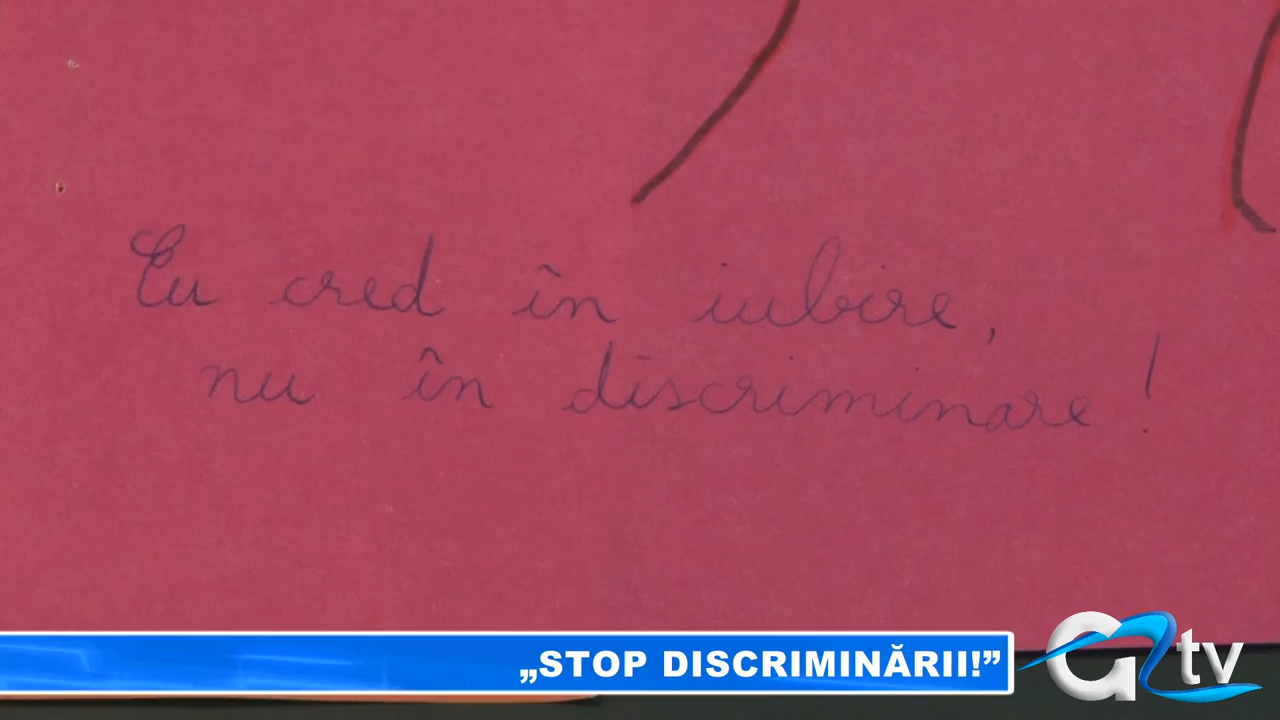 Eu cred în iubire,
nu în discriminare!
„STOP DISCRIMINĂRII!”
tv